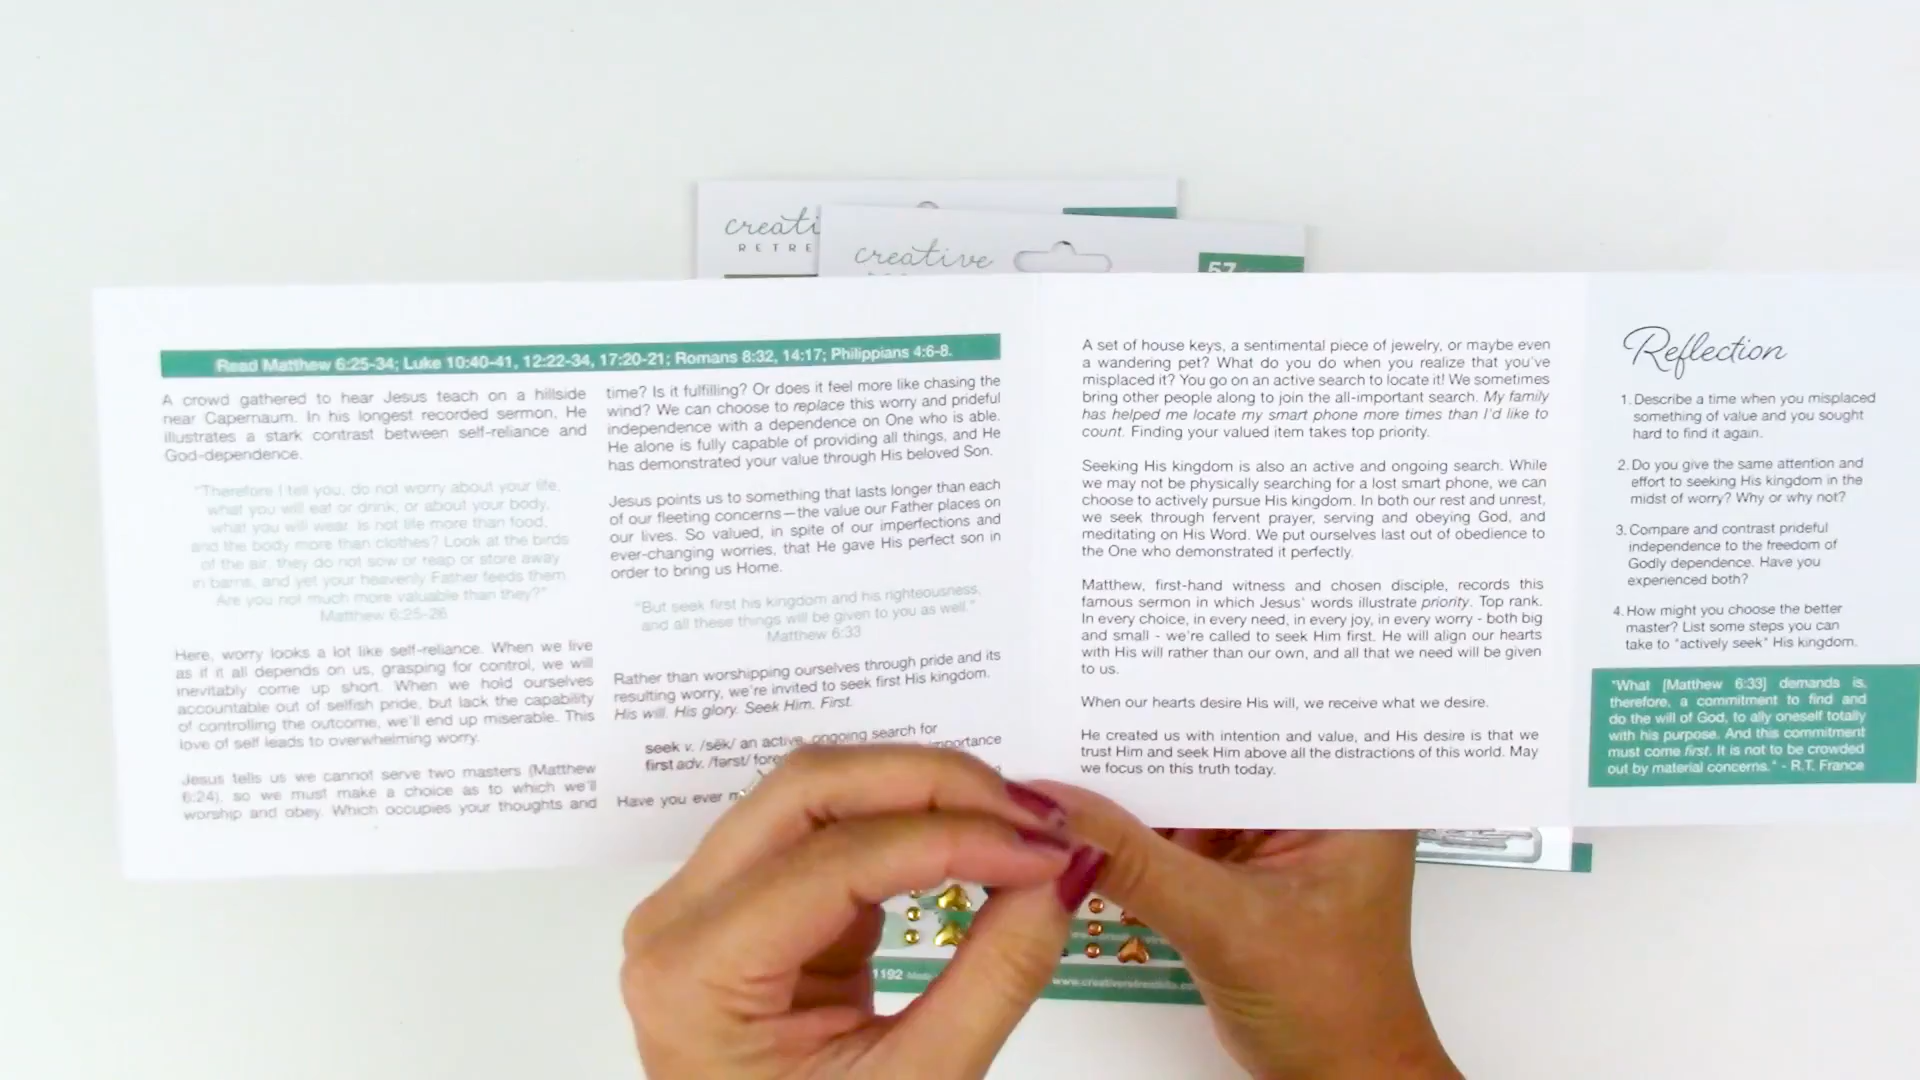 creati
RETRE
creative
57
Read Matthew 6:25-34; Luke 10:40-41, 12:22-34, 17:20-21; Romans 8:32, 14:17; Philippians 4:6-8.
A crowd gathered to hear Jesus teach on a hillside
near Capernaum. In his longest recorded sermon, He
illustrates a stark contrast between self-reliance and
God-dependence.
"Therefore I tell you, do not worry about your life,
what you will eat or drink; or about your body,
what you will wear. Is not life more than food,
and the body more than clothes? Look at the birds
of the air; they do not sow or reap or store away
in barns, and yet your heavenly Father feeds them.
Are you not much more valuable than they?"
Matthew 6:25-26
Here, worry looks a lot like self-reliance. When we live
as if it all depends on us, grasping for control, we will
inevitably come up short. When we hold ourselves
accountable out of selfish pride, but lack the capability
of controlling the outcome, we'll end up miserable. This
love of self leads to overwhelming worry.
Jesus tells us we cannot serve two masters (Matthew
6:24), so we must make a choice as to which we'll
worship and obey. Which occupies your thoughts and
time? Is it fulfilling? Or does it feel more like chasing the
wind? We can choose to replace this worry and prideful
independence with a dependence on One who is able.
He alone is fully capable of providing all things, and He
has demonstrated your value through His beloved Son.
Jesus points us to something that lasts longer than each
of our fleeting concerns—the value our Father places on
our lives. So valued, in spite of our imperfections and
ever-changing worries, that He gave His perfect son in
order to bring us Home.
"But seek first his kingdom and his righteousness,
and all these things will be given to you as well."
Matthew 6:33
Rather than worshipping ourselves through pride and its
resulting worry, we're invited to seek first His kingdom.
His will. His glory. Seek Him. First.
seek v. /sēk/ an active, ongoing search for
first adv. /fərst/ importance
Have you ever
A set of house keys, a sentimental piece of jewelry, or maybe even
a wandering pet? What do you do when you realize that you've
misplaced it? You go on an active search to locate it! We sometimes
bring other people along to join the all-important search. My family
has helped me locate my smart phone more times than I'd like to
count. Finding your valued item takes top priority.
Seeking His kingdom is also an active and ongoing search. While
we may not be physically searching for a lost smart phone, we can
choose to actively pursue His kingdom. In both our rest and unrest,
we seek through fervent prayer, serving and obeying God, and
meditating on His Word. We put ourselves last out of obedience to
the One who demonstrated it perfectly.
Matthew, first-hand witness and chosen disciple, records this
famous sermon in which Jesus' words illustrate priority. Top rank.
In every choice, in every need, in every joy, in every worry - both big
and small - we're called to seek Him first. He will align our hearts
with His will rather than our own, and all that we need will be given
to us.
When our hearts desire His will, we receive what we desire.
He created us with intention and value, and His desire is that we
trust Him and seek Him above all the distractions of this world. May
we focus on this truth today.
Reflection
1. Describe a time when you misplaced
something of value and you sought
hard to find it again.
2. Do you give the same attention and
effort to seeking His kingdom in the
midst of worry? Why or why not?
3. Compare and contrast prideful
independence to the freedom of
Godly dependence. Have you
experienced both?
4. How might you choose the better
master? List some steps you can
take to "actively seek" His kingdom.
"What [Matthew 6:33] demands is,
therefore, a commitment to find and
do the will of God, to ally oneself totally
with his purpose. And this commitment
must come first. It is not to be crowded
out by material concerns." - R.T. France
1192